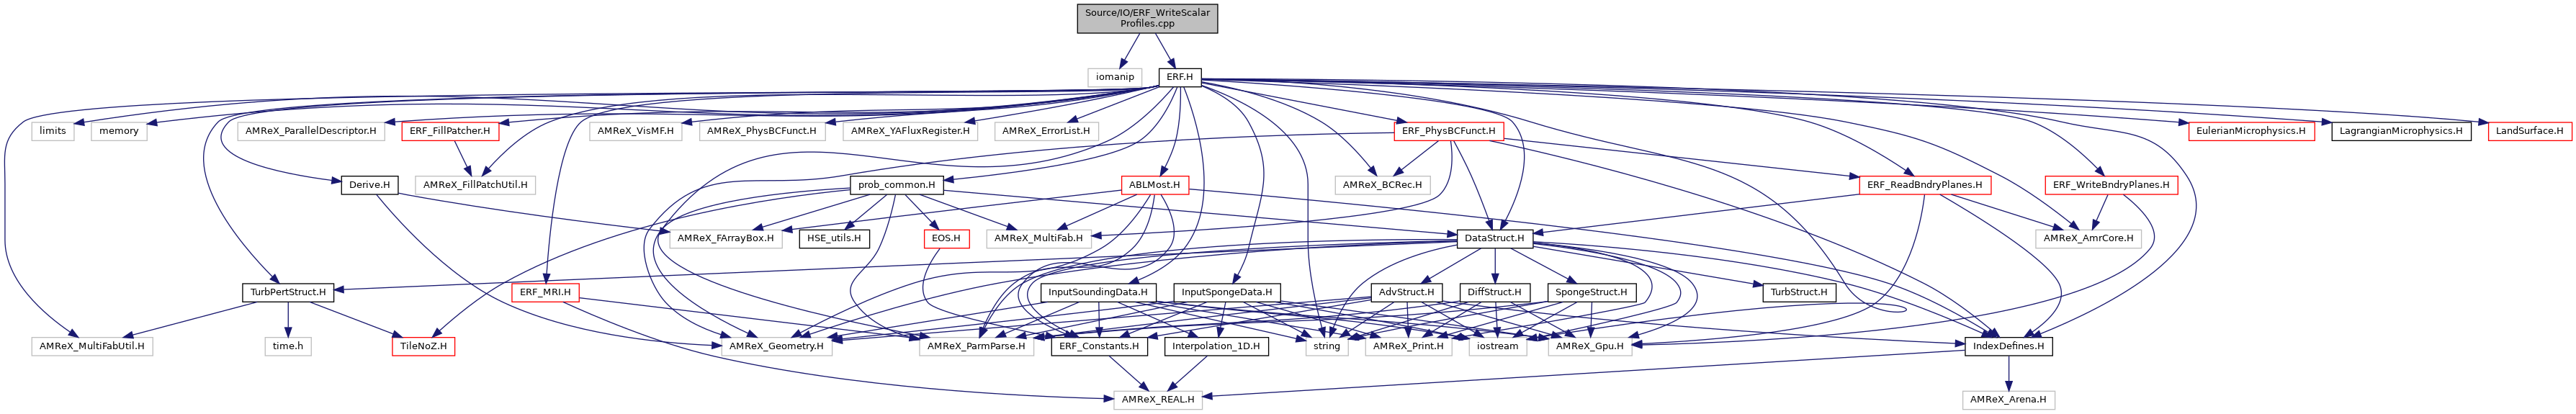 Source/IO/ERF_WriteScalar
Profiles.cpp
iomanip
ERF.H
limits
memory
AMReX_ParallelDescriptor.H
ERF_FillPatcher.H
AMReX_VisMF.H
AMReX_PhysBCFunct.H
AMReX_YAFluxRegister.H
AMReX_ErrorList.H
ERF_PhysBCFunct.H
EulerianMicrophysics.H
LagrangianMicrophysics.H
LandSurface.H
AMReX_FillPatchUtil.H
Derive.H
prob_common.H
ABLMost.H
AMReX_BCRec.H
ERF_ReadBndryPlanes.H
ERF_WriteBndryPlanes.H
AMReX_FArrayBox.H
HSE_utils.H
EOS.H
AMReX_MultiFab.H
DataStruct.H
AMReX_AmrCore.H
TurbPertStruct.H
ERF_MRI.H
InputSoundingData.H
InputSpongeData.H
AdvStruct.H
DiffStruct.H
SpongeStruct.H
TurbStruct.H
AMReX_MultiFabUtil.H
time.h
TileNoZ.H
AMReX_Geometry.H
AMReX_ParmParse.H
ERF_Constants.H
Interpolation_1D.H
string
AMReX_Print.H
iostream
AMReX_Gpu.H
IndexDefines.H
AMReX_REAL.H
AMReX_Arena.H